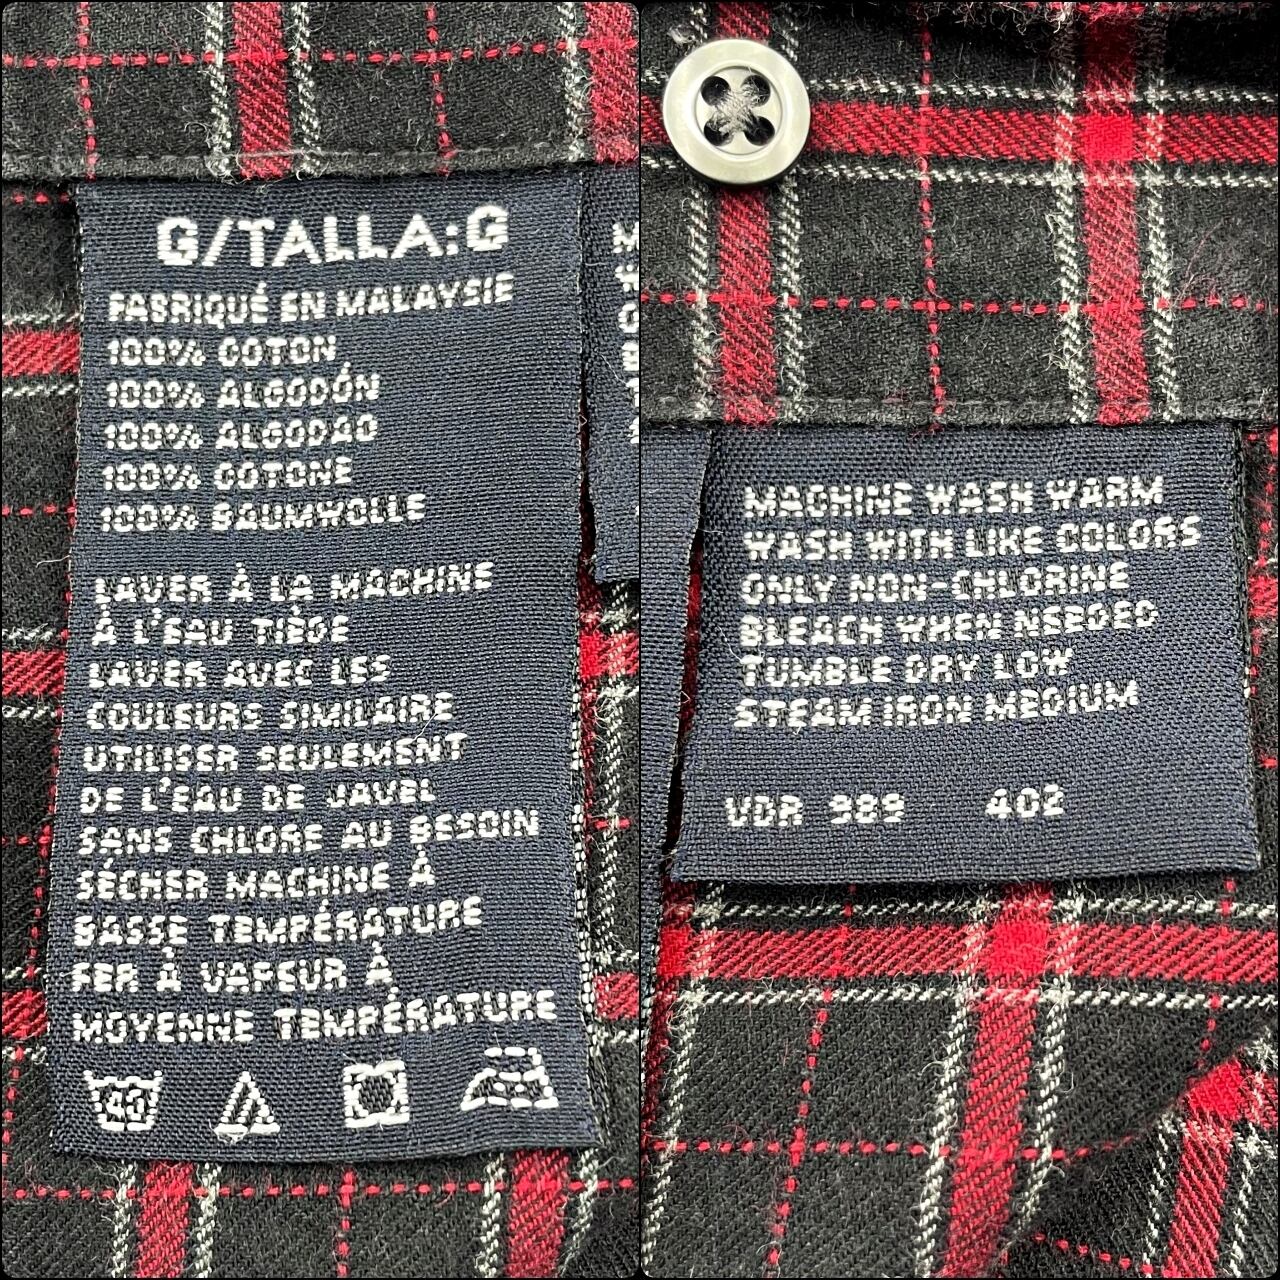 G/TALLA:G
FABRIQUÉ EN MALAYSIE
100% COTON
100% ALGODÓN
100% ALGODAO
100% COTONE
100% BAUMWOLLE
LAVER À LA MACHINE
À L'EAU TIÈDE
LAVER AVEC LES
COULEURS SIMILAIRE
UTILISER SEULEMENT
DE L'EAU DE JAVEL
SANS CHLORE AU BESOIN
SÉCHER MACHINE À
BASSE TEMPÉRATURE
FER À VAPEUR À
MOYENNE TEMPÉRATURE
40
MACHINE WASH WARM
WASH WITH LIKE COLORS
ONLY NON-CHLORINE
BLEACH WHEN NEEDED
TUMBLE DRY LOW
STEAM IRON MEDIUM
VDR 989 402